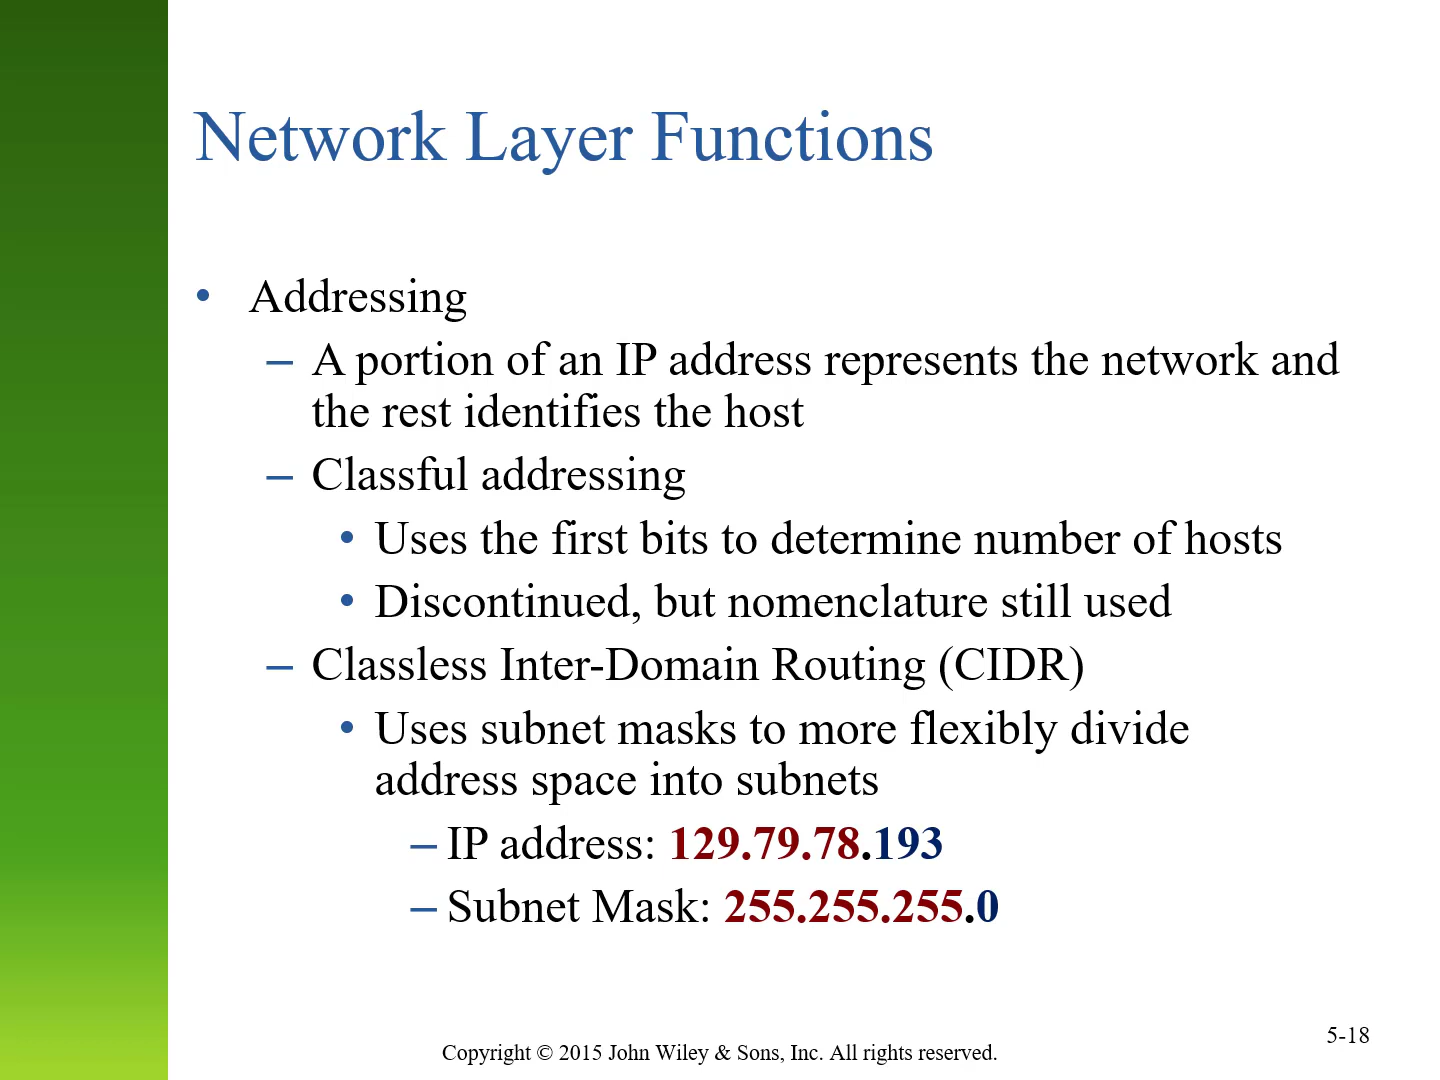 Network Layer Functions
• Addressing
– A portion of an IP address represents the network and
the rest identifies the host
– Classful addressing
• Uses the first bits to determine number of hosts
• Discontinued, but nomenclature still used
– Classless Inter-Domain Routing (CIDR)
• Uses subnet masks to more flexibly divide
address space into subnets
– IP address: 129.79.78.193
– Subnet Mask: 255.255.255.0
5-18
Copyright © 2015 John Wiley & Sons, Inc. All rights reserved.